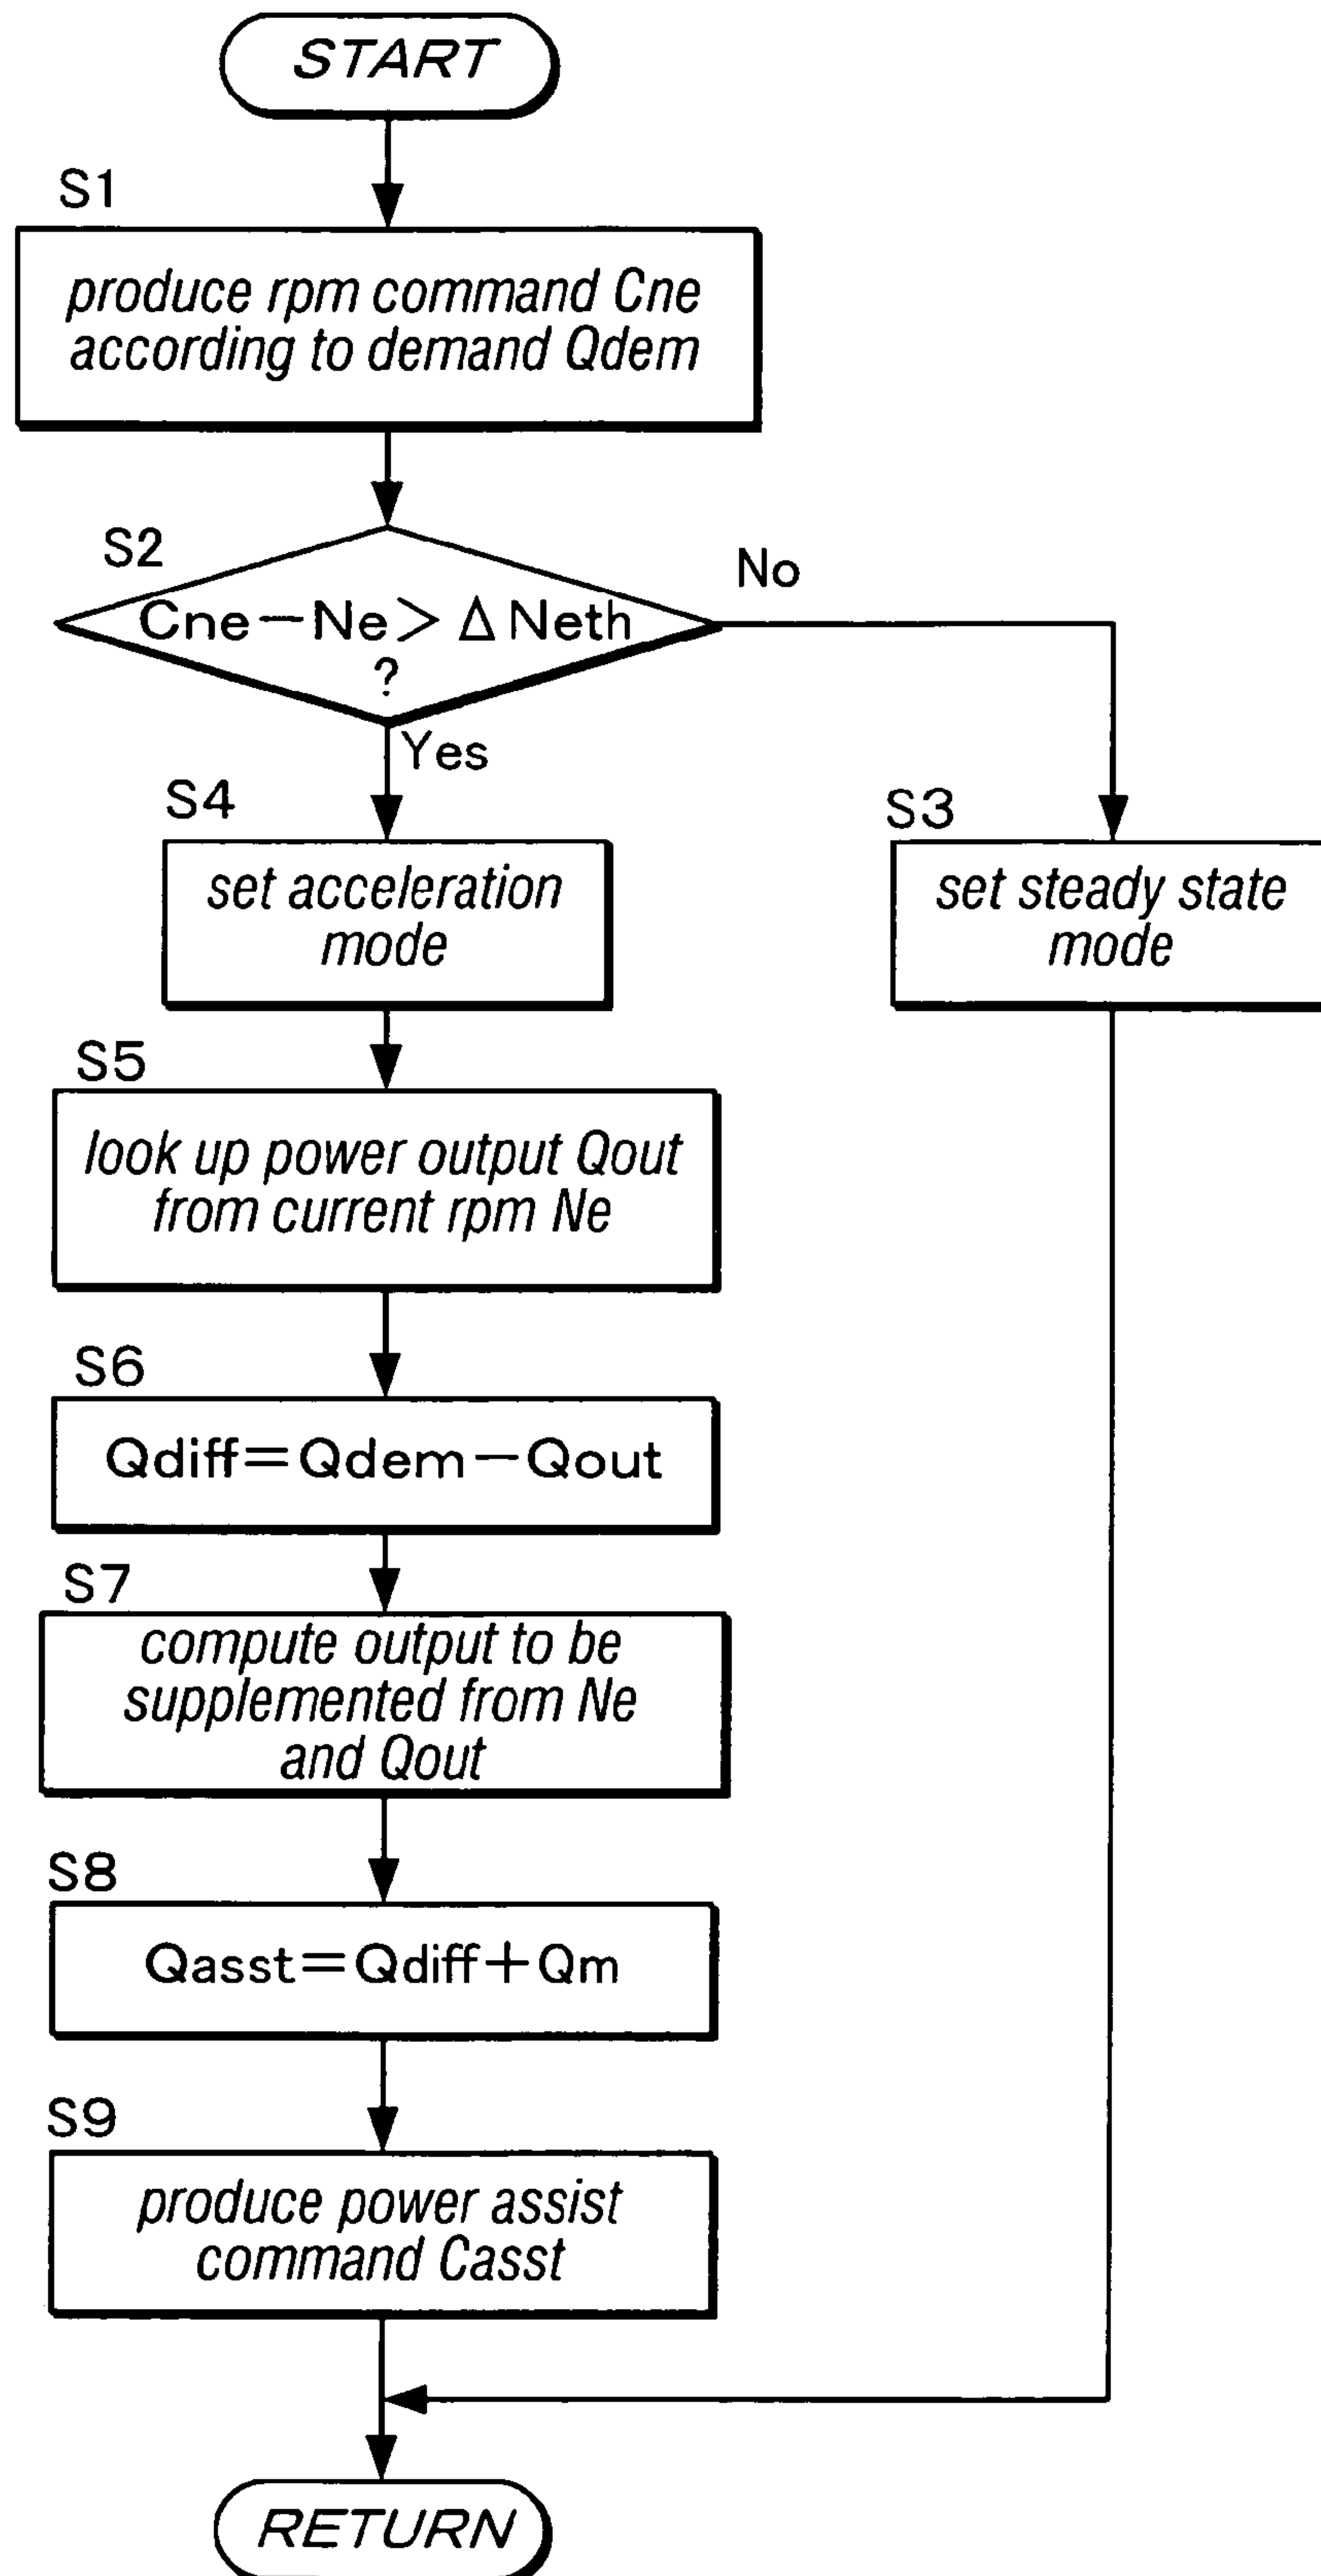 START
S1
produce rpm command Cne
according to demand Qdem
S2
Cne-Ne>ΔNeth
?
No
Yes
S4
set acceleration
mode
S3
set steady state
mode
S5
look up power output Qout
from current rpm Ne
S6
Qdiff=Qdem-Qout
S7
compute output to be
supplemented from Ne
and Qout
S8
Qasst=Qdiff+Qm
S9
produce power assist
command Casst
RETURN